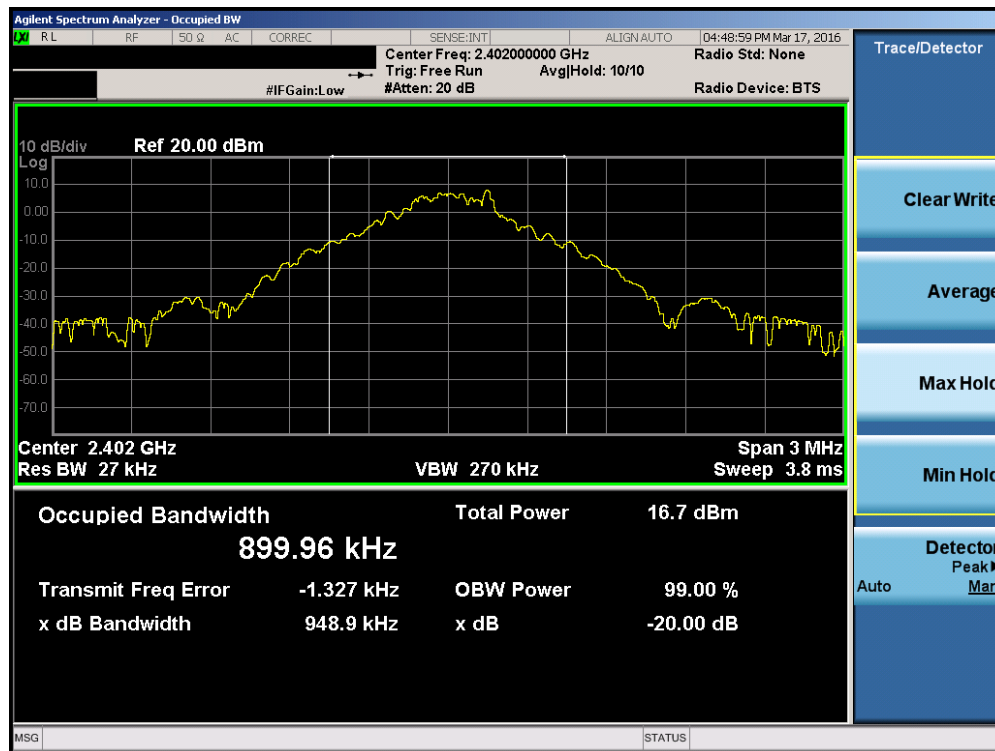 Agilent Spectrum Analyzer - Occupied BW
LXI RL RF 50 Ω AC CORREC SENSE:INT ALIGN AUTO 04:48:59 PM Mar 17, 2016
Center Freq: 2.402000000 GHz Radio Std: None
Trig: Free Run Avg|Hold: 10/10
#IFGain:Low #Atten: 20 dB Radio Device: BTS
10 dB/div Ref 20.00 dBm
Log
10.0
0.00
-10.0
-20.0
-30.0
-40.0
-50.0
-60.0
-70.0
Center 2.402 GHz Span 3 MHz
Res BW 27 kHz VBW 270 kHz Sweep 3.8 ms
Occupied Bandwidth Total Power 16.7 dBm
899.96 kHz
Transmit Freq Error -1.327 kHz OBW Power 99.00 %
x dB Bandwidth 948.9 kHz x dB -20.00 dB
MSG STATUS
Trace/Detector
Clear Write
Average
Max Hold
Min Hold
Detector
Peak
Auto Man